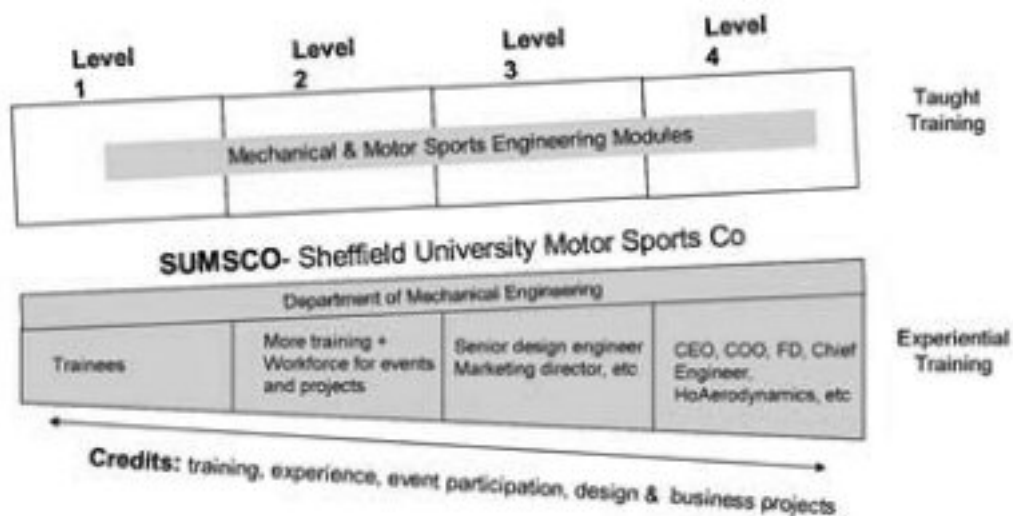 Level
1
Level
2
Level
3
Level
4
Taught
Training
Mechanical & Motor Sports Engineering Modules
SUMSCO- Sheffield University Motor Sports Co
Department of Mechanical Engineering
Trainees
More training +
Workforce for events
and projects
Senior design engineer
Marketing director, etc
CEO, COO, FD, Chief
Engineer,
HoAerodynamics, etc
Experiential
Training
Credits: training, experience, event participation, design & business projects